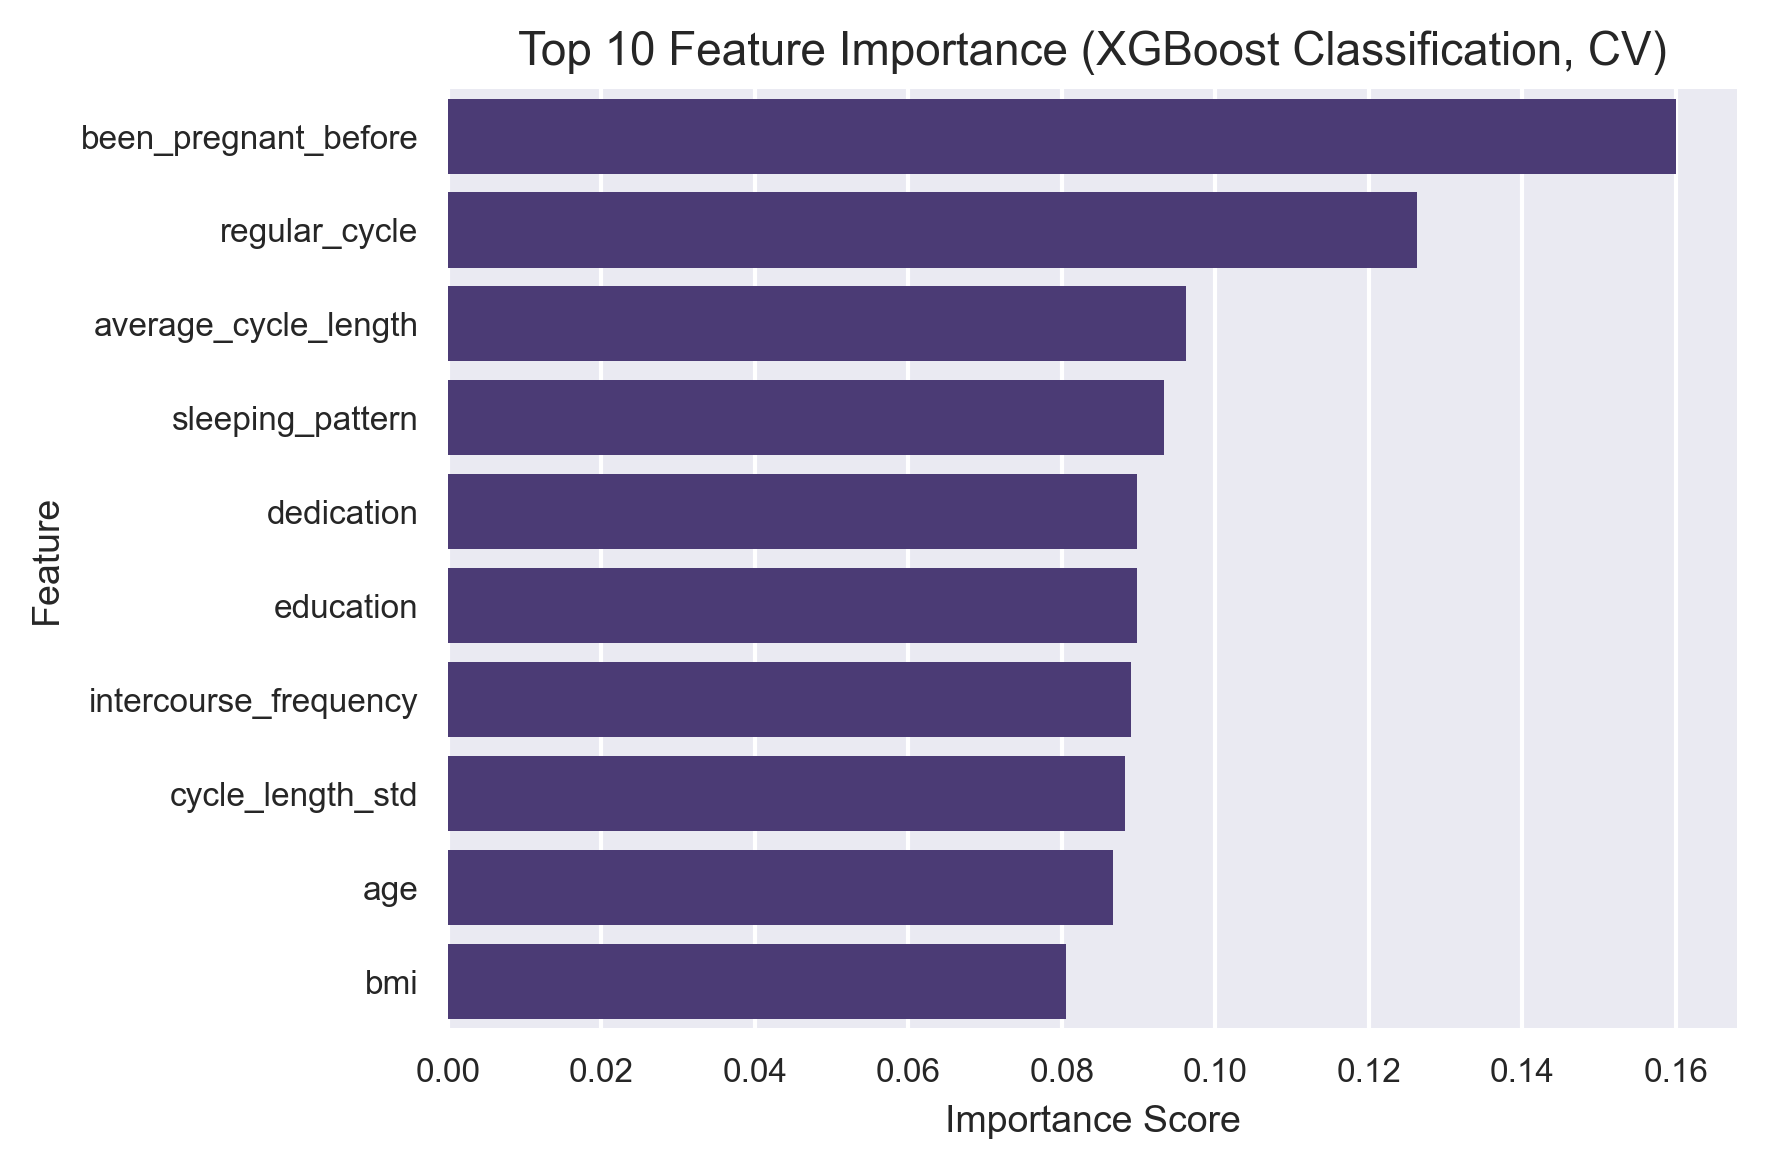 Top 10 Feature Importance (XGBoost Classification, CV)
Feature
been_pregnant_before
regular_cycle
average_cycle_length
sleeping_pattern
dedication
education
intercourse_frequency
cycle_length_std
age
bmi
0.00 0.02 0.04 0.06 0.08 0.10 0.12 0.14 0.16
Importance Score